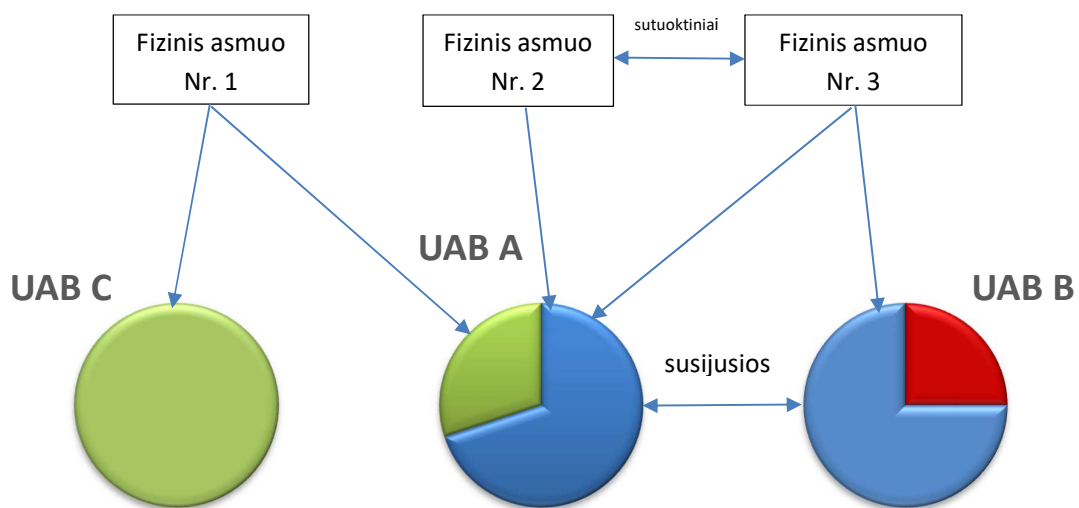 Fizinis asmuo
Nr. 1
Fizinis asmuo
Nr. 2
sutuoktiniai
Fizinis asmuo
Nr. 3
UAB C
UAB A
UAB B
susijusios